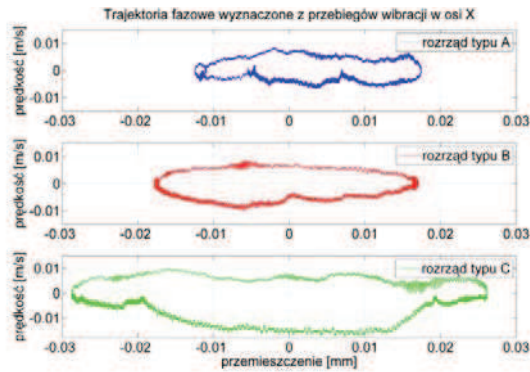 Trajektoria fazowe wyznaczone z przebiegów wibracji w osi X
prędkość [m/s]
0.01
0
-0.01
rozrząd typu A
-0.03 -0.02 -0.01 0 0.01 0.02 0.03
prędkość [m/s]
0.01
0
-0.01
rozrząd typu B
-0.03 -0.02 -0.01 0 0.01 0.02 0.03
prędkość [m/s]
0.01
0
-0.01
rozrząd typu C
-0.03 -0.02 -0.01 0 0.01 0.02 0.03
przemieszczenie [mm]